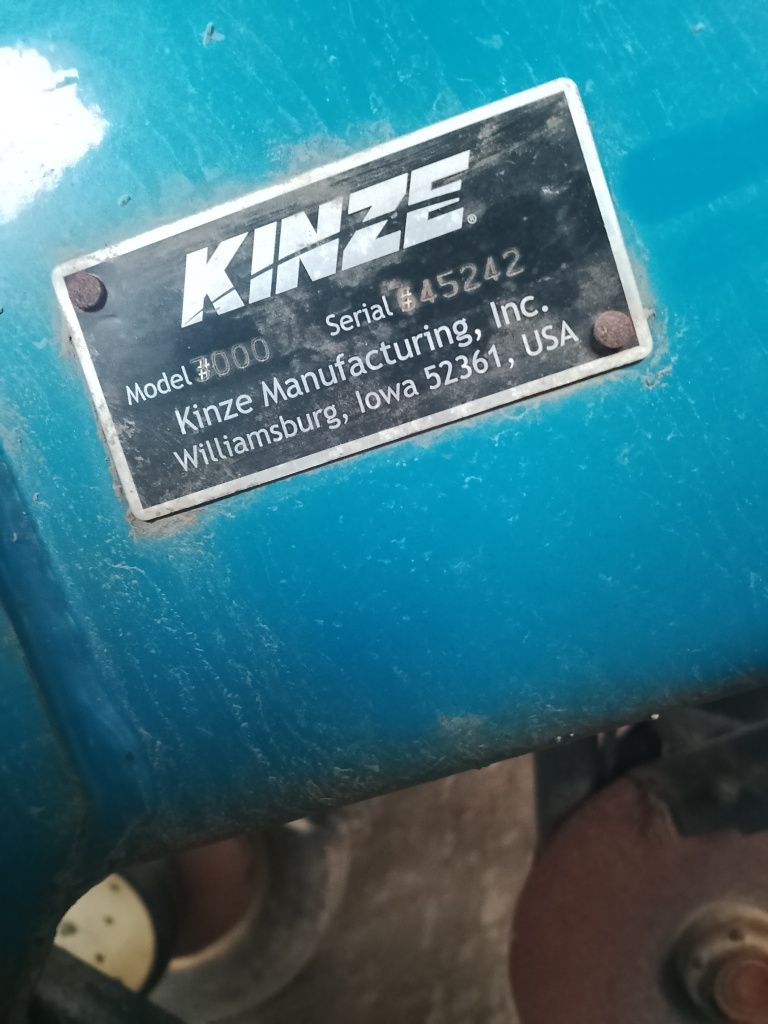 KINZE®
Model 000 Serial 45242
Kinze Manufacturing, Inc.
Williamsburg, Iowa 52361, USA